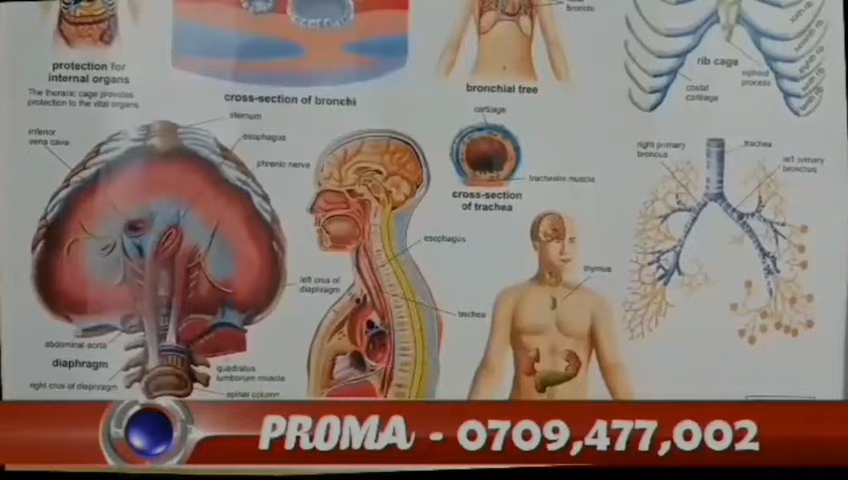 protection for
internal organs
The thoracic cage provides
protection to the vital organs.
cross-section of bronchi
bronchi
bronchial tree
rib cage
costal
cartilage
xiphoid
process
inferior
vena cava
sternum
esophagus
phrenic nerve
left crus of
diaphragm
abdominal aorta
diaphragm
right crus of diaphragm
quadratus
lumborum muscle
spinal column
esophagus
trachea
cartilage
trachealis muscle
cross-section
of trachea
thymus
right primary
broncus
trachea
left primary
bronchus
PROMA - 0709,477,002